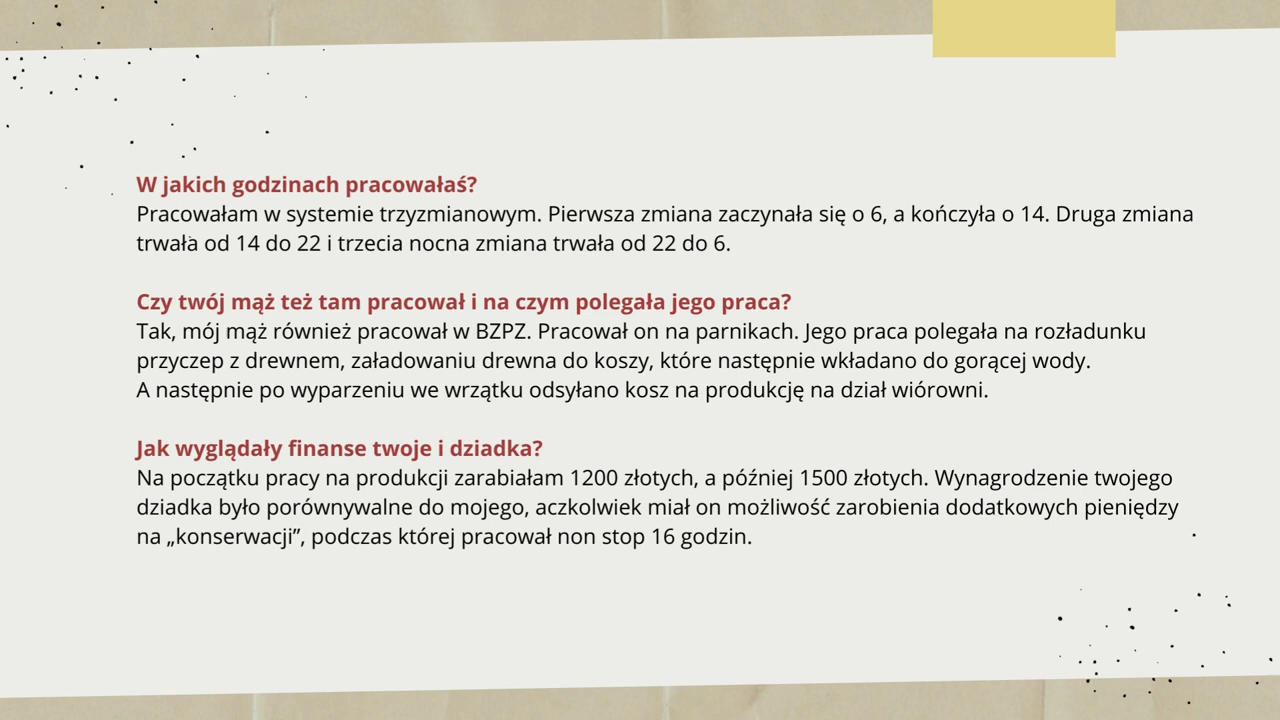 W jakich godzinach pracowałaś?
Pracowałam w systemie trzyzmianowym. Pierwsza zmiana zaczynała się o 6, a kończyła o 14. Druga zmiana
trwała od 14 do 22 i trzecia nocna zmiana trwała od 22 do 6.
Czy twój mąż też tam pracował i na czym polegała jego praca?
Tak, mój mąż również pracował w BZPZ. Pracował on na parnikach. Jego praca polegała na rozładunku
przyczep z drewnem, załadowaniu drewna do koszy, które następnie wkładano do gorącej wody.
A następnie po wyparzeniu we wrzątku odsyłano kosz na produkcję na dział wiórowni.
Jak wyglądały finanse twoje i dziadka?
Na początku pracy na produkcji zarabiałam 1200 złotych, a później 1500 złotych. Wynagrodzenie twojego
dziadka było porównywalne do mojego, aczkolwiek miał on możliwość zarobienia dodatkowych pieniędzy
na „konserwacji”, podczas której pracował non stop 16 godzin.